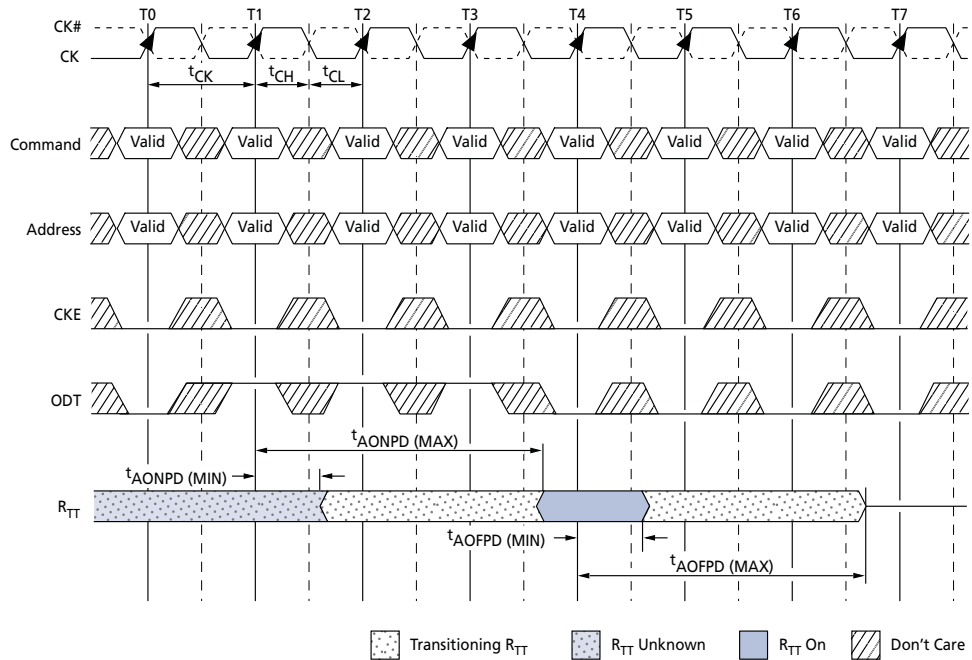 T0 T1 T2 T3 T4 T5 T6 T7
CK#
CK
tCK tCH tCL
Command Valid Valid Valid Valid Valid Valid Valid Valid
Address Valid Valid Valid Valid Valid Valid Valid Valid
CKE
ODT
tAONPD (MAX)
tAONPD (MIN)
RTT
tAOFPD (MIN)
tAOFPD (MAX)
Transitioning RTT RTT Unknown RTT On Don't Care